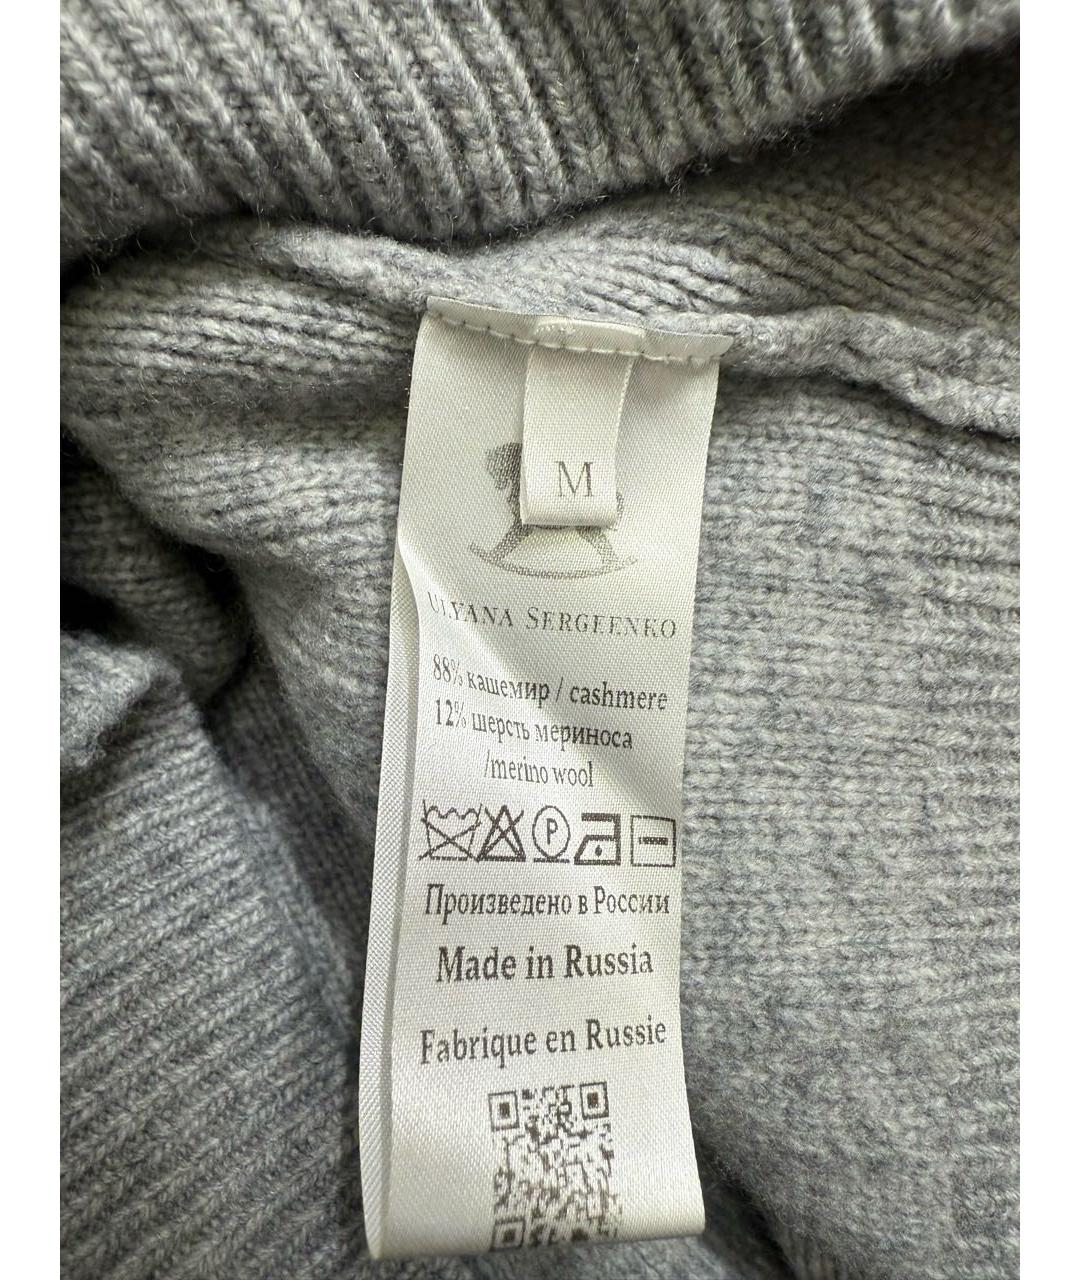 M
ULYANA SERGEENKO
88% кашемир / cashmere
12% шерсть мериноса
/merino wool
P
Произведено в России
Made in Russia
Fabrique en Russie